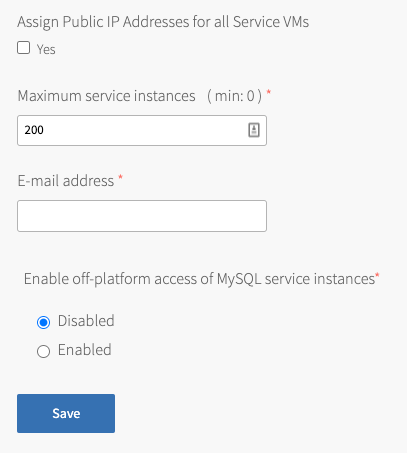 Assign Public IP Addresses for all Service VMs
Yes
Maximum service instances ( min: 0 ) *
200
E-mail address *
Enable off-platform access of MySQL service instances*
Disabled
Enabled
Save